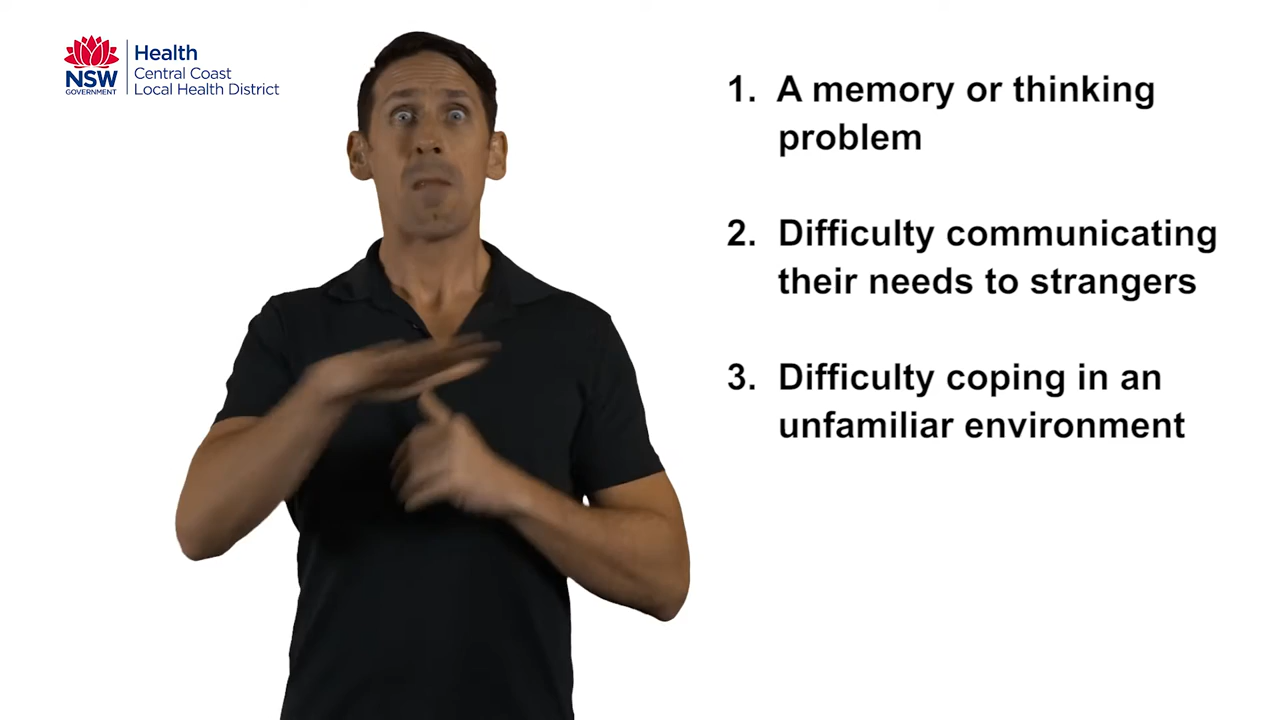 NSW
GOVERNMENT
Health
Central Coast
Local Health District
1. A memory or thinking
problem
2. Difficulty communicating
their needs to strangers
3. Difficulty coping in an
unfamiliar environment